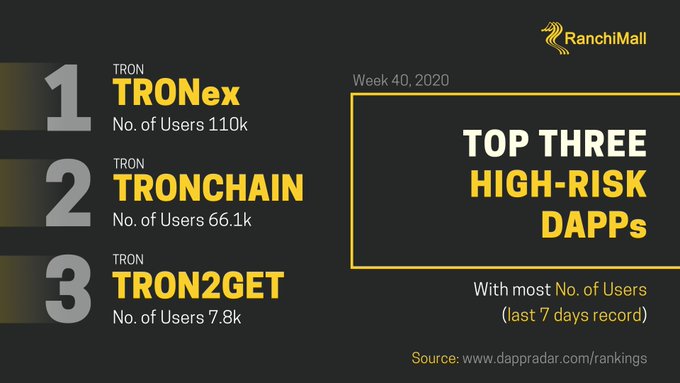 RanchiMall
1
TRON
TRONex
No. of Users 110k
2
TRON
TRONCHAIN
No. of Users 66.1k
3
TRON
TRON2GET
No. of Users 7.8k
Week 40, 2020
TOP THREE
HIGH-RISK
DAPPs
With most No. of Users
(last 7 days record)
Source: www.dappradar.com/rankings